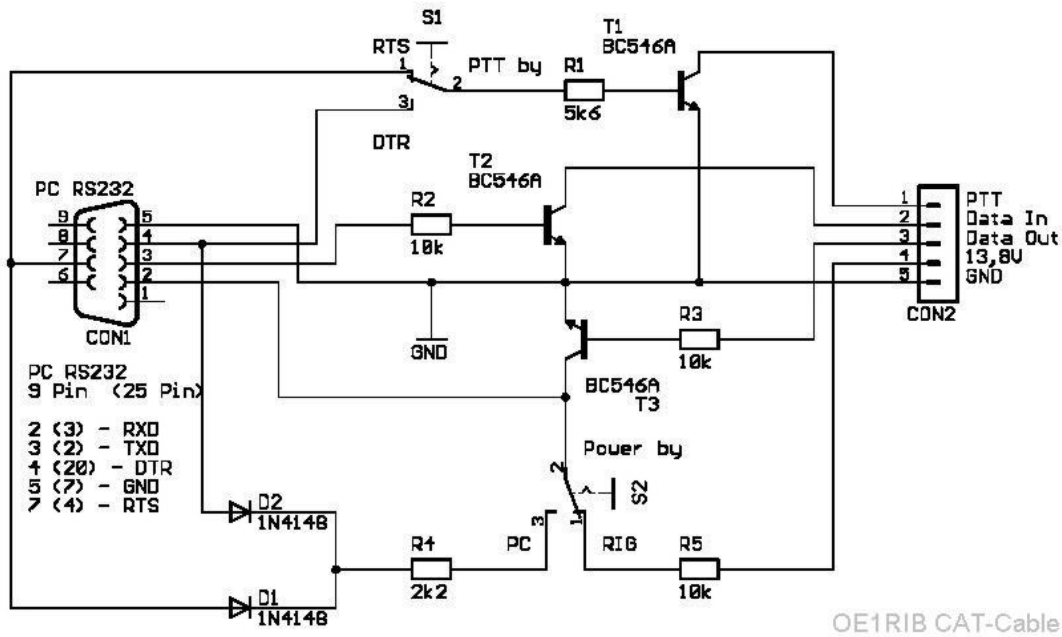 S1
RTS
1
2
3
PTT by
DTR
R1
5k6
T1
BC546A
T2
BC546A
R2
10k
PC RS232
9
8
7
6
5
4
3
2
1
CON1
PC RS232
9 Pin (25 Pin)
2 (3) - RXD
3 (2) - TXD
4 (20) - DTR
5 (7) - GND
7 (4) - RTS
GND
1 PTT
2 Data In
3 Data Out
4 13,8V
5 GND
CON2
R3
10k
BC546A
T3
Power by
2
S2
3
1
PC
RIG
D2
1N4148
D1
1N4148
R4
2k2
R5
10k
OE1RIB CAT-Cable